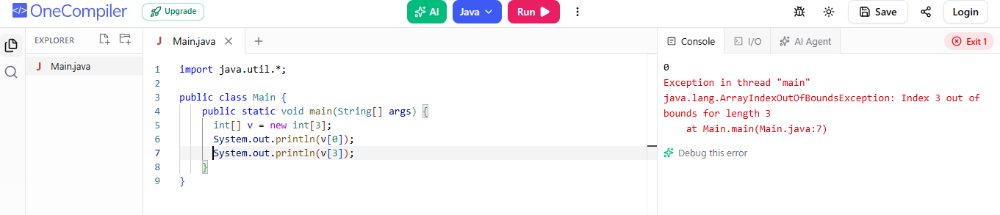 OneCompiler Upgrade AI Java Run Save Login
EXPLORER Main.java Console I/O AI Agent Exit 1
J Main.java
1 import java.util.*;
2
3 public class Main {
4 public static void main(String[] args) {
5 int[] v = new int[3];
6 System.out.println(v[0]);
7 System.out.println(v[3]);
8 }
9 }
0
Exception in thread "main"
java.lang.ArrayIndexOutOfBoundsException: Index 3 out of
bounds for length 3
at Main.main(Main.java:7)
Debug this error